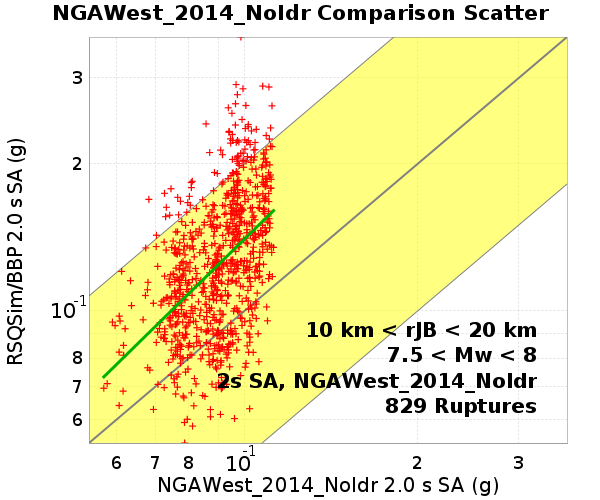 NGAWest_2014_NoIdr Comparison Scatter
RSQSim/BBP 2.0 s SA (g)
3
2
10⁻¹
8
7
6
10 km < rJB < 20 km
7.5 < Mw < 8
2s SA, NGAWest_2014_NoIdr
829 Ruptures
6 7 8 10⁻¹ 2 3
NGAWest_2014_NoIdr 2.0 s SA (g)